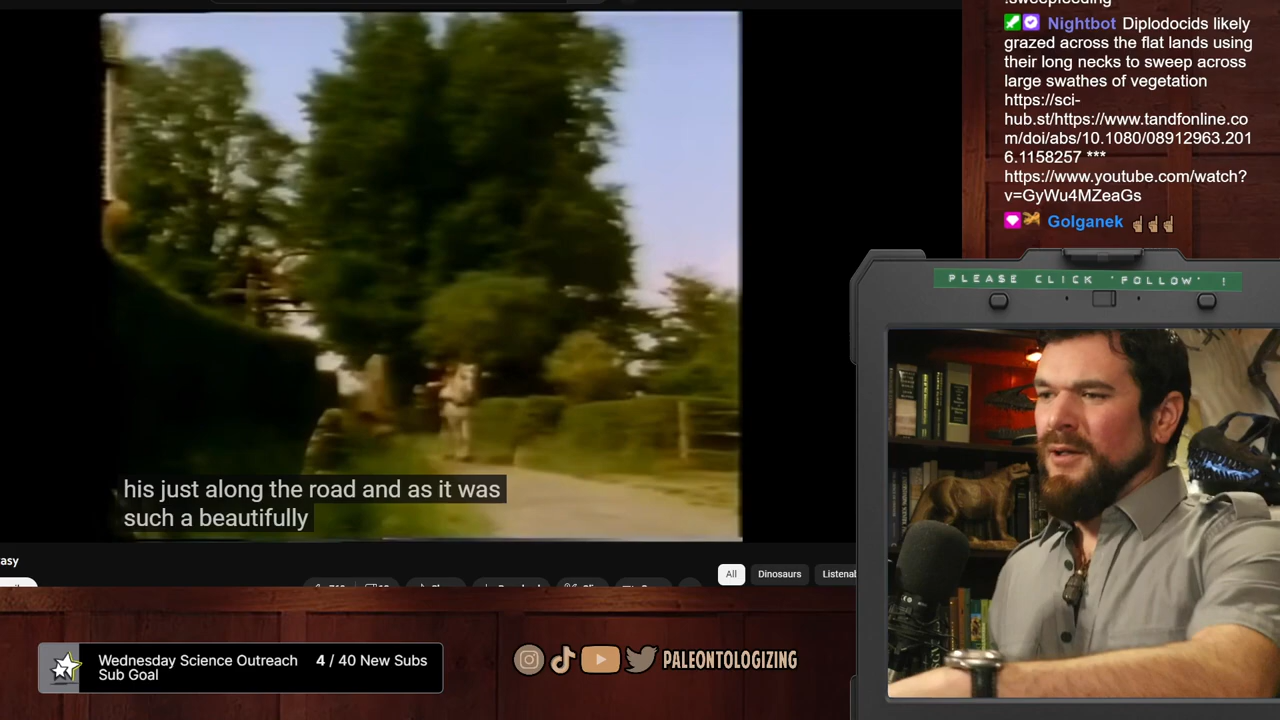 Nightbot Diplodocids likely
grazed across the flat lands using
their long necks to sweep across
large swathes of vegetation
https://sci-
hub.st/https://www.tandfonline.co
m/doi/abs/10.1080/08912963.201
6.1158257 ***
https://www.youtube.com/watch?
v=GyWu4MZeaGs
Golganek
PLEASE CLICK 'FOLLOW' !
his just along the road and as it was
such a beautifully
asy
All Dinosaurs Listenal
Wednesday Science Outreach 4 / 40 New Subs
Sub Goal
PALEONTOLOGIZING